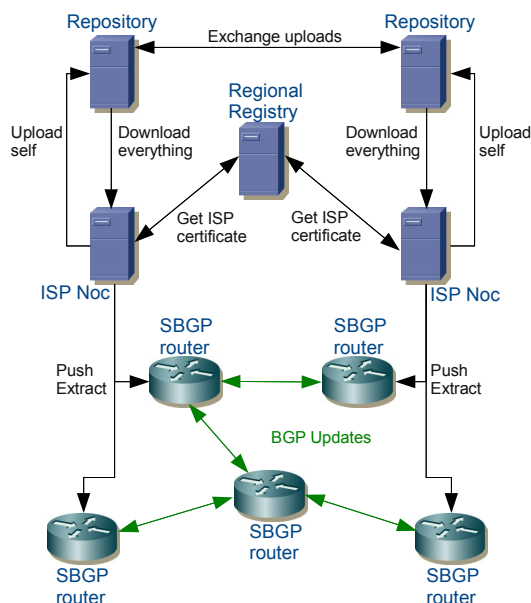 Repository
Repository
Exchange uploads
Regional
Registry
Upload
self
Download
everything
Download
everything
Upload
self
Get ISP
certificate
Get ISP
certificate
ISP Noc
ISP Noc
SBGP
router
SBGP
router
Push
Extract
Push
Extract
BGP Updates
SBGP
router
SBGP
router
SBGP
router